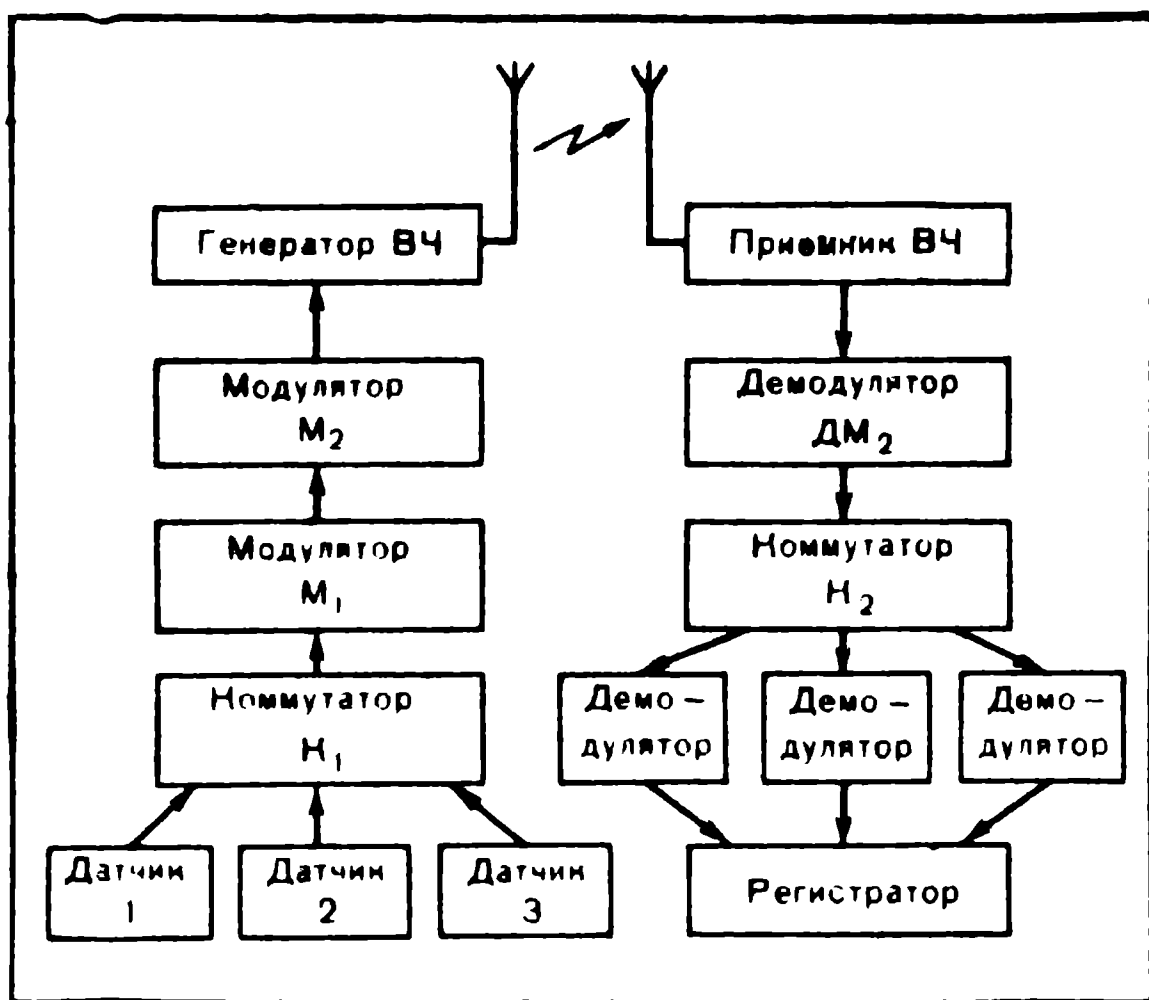 Генератор ВЧ
Модулятор
М₂
Модулятор
М₁
Коммутатор
К₁
Датчик
1
Датчик
2
Датчик
3
Приемник ВЧ
Демодулятор
ДМ₂
Коммутатор
К₂
Демо –
дулятор
Демо –
дулятор
Демо –
дулятор
Регистратор